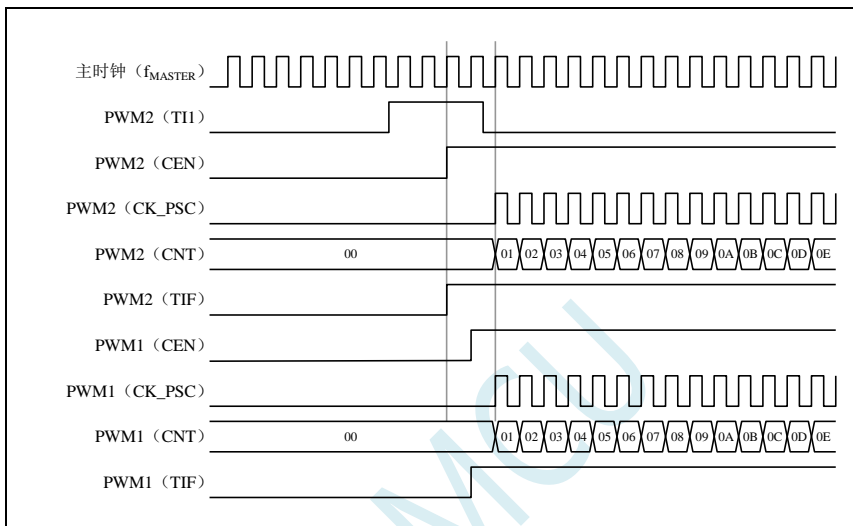 主时钟（fMASTER）
PWM2（TI1）
PWM2（CEN）
PWM2（CK_PSC）
PWM2（CNT） 00 01 02 03 04 05 06 07 08 09 0A 0B 0C 0D 0E
PWM2（TIF）
PWM1（CEN）
PWM1（CK_PSC）
PWM1（CNT） 00 01 02 03 04 05 06 07 08 09 0A 0B 0C 0D 0E
PWM1（TIF）
MCU